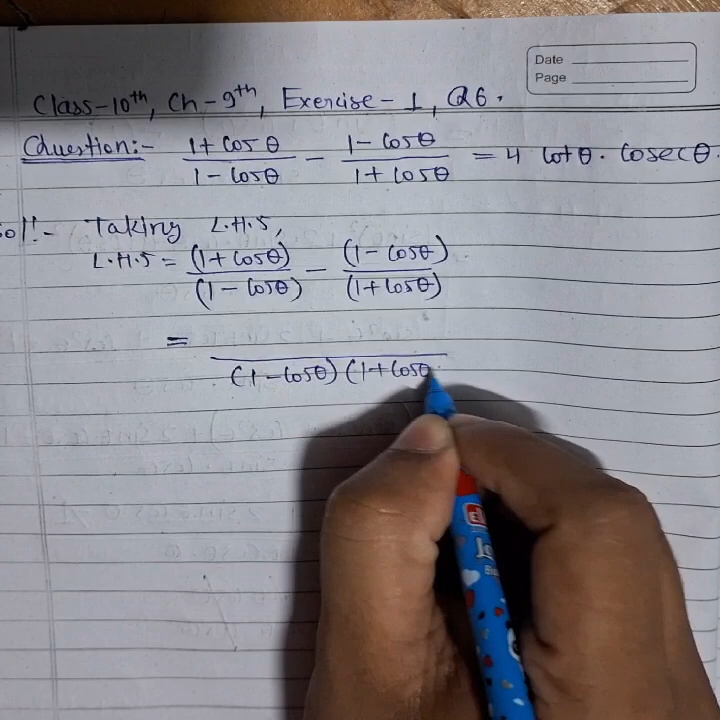 Date
Page
Class-10th, Ch-9th, Exercise-1, Q6.
Question:- (1+cosθ)/(1-cosθ) - (1-cosθ)/(1+cosθ) = 4 cotθ. cosecθ.
sol!:- Taking L.H.S,
L.H.S = (1+cosθ)/(1-cosθ) - (1-cosθ)/(1+cosθ)
=
(1-cosθ)(1+cosθ